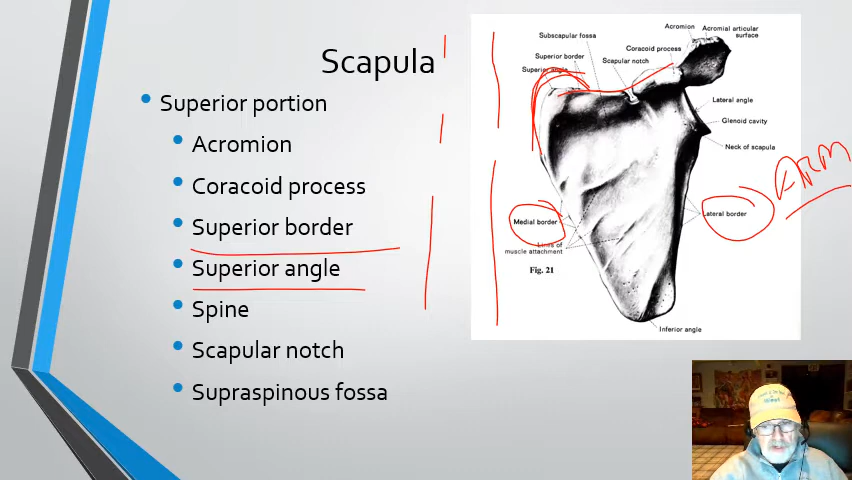 Scapula
Superior portion
Acromion
Coracoid process
Superior border
Superior angle
Spine
Scapular notch
Supraspinous fossa
Acromion
Acromial articular
surface
Subscapular fossa
Coracoid process
Superior border
Scapular notch
Superior angle
Lateral angle
Glenoid cavity
Neck of scapula
ARM
Medial border
Lateral border
Lines of
muscle attachment
Fig. 21
Inferior angle